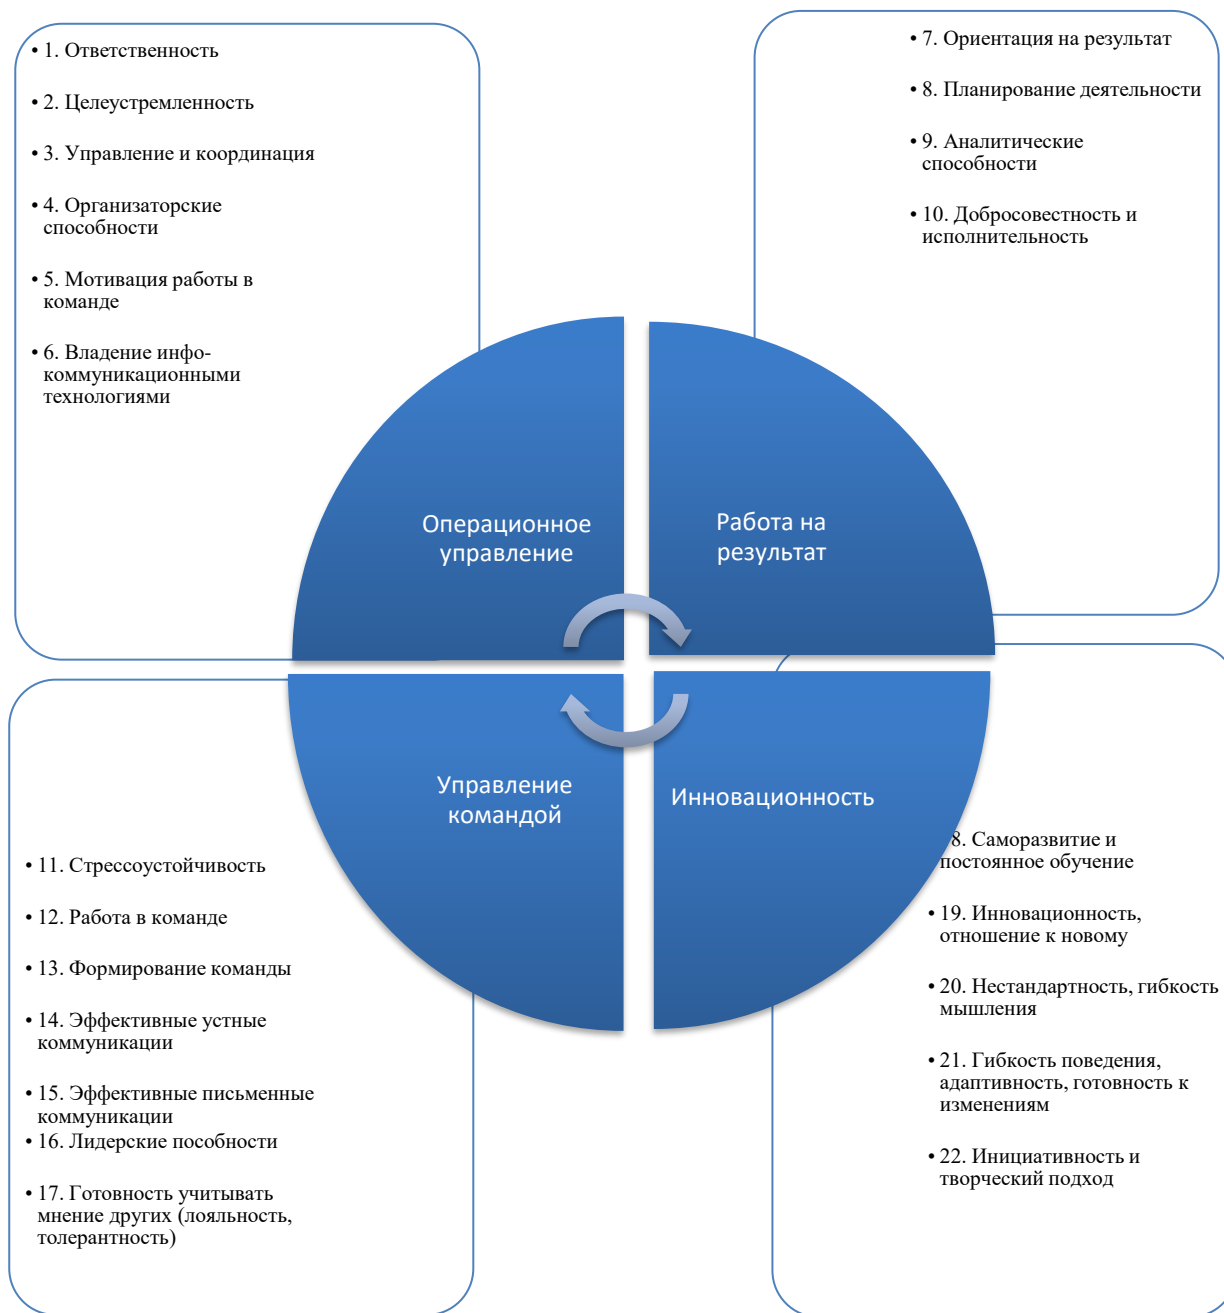 • 1. Ответственность
• 2. Целеустремленность
• 3. Управление и координация
• 4. Организаторские
способности
• 5. Мотивация работы в
команде
• 6. Владение инфо-
коммуникационными
технологиями
• 7. Ориентация на результат
• 8. Планирование деятельности
• 9. Аналитические
способности
• 10. Добросовестность и
исполнительность
Операционное
управление
Работа на
результат
Управление
командой
Инновационность
• 11. Стрессоустойчивость
• 12. Работа в команде
• 13. Формирование команды
• 14. Эффективные устные
коммуникации
• 15. Эффективные письменные
коммуникации
• 16. Лидерские пособности
• 17. Готовность учитывать
мнение других (лояльность,
толерантность)
8. Саморазвитие и
постоянное обучение
• 19. Инновационность,
отношение к новому
• 20. Нестандартность, гибкость
мышления
• 21. Гибкость поведения,
адаптивность, готовность к
изменениям
• 22. Инициативность и
творческий подход